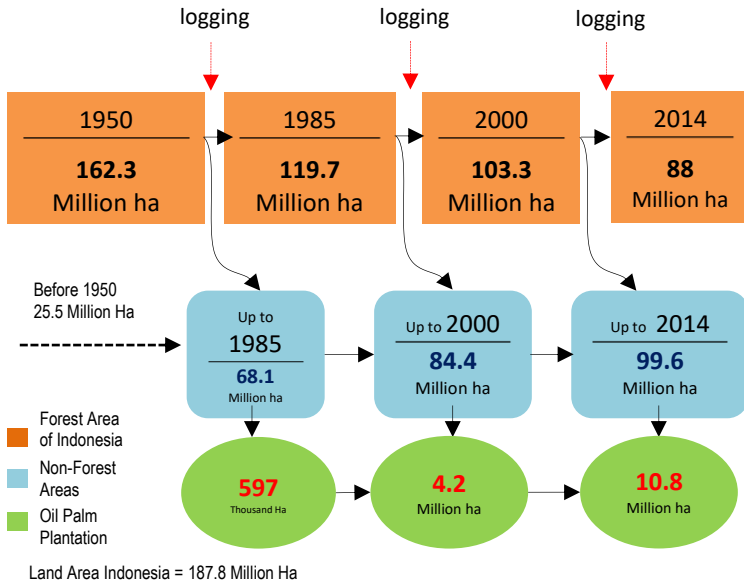 logging
logging
logging
1950
162.3
Million ha
1985
119.7
Million ha
2000
103.3
Million ha
2014
88
Million ha
Before 1950
25.5 Million Ha
Up to
1985
68.1
Million ha
Up to 2000
84.4
Million ha
Up to 2014
99.6
Million ha
Forest Area
of Indonesia
Non-Forest
Areas
Oil Palm
Plantation
597
Thousand Ha
4.2
Million ha
10.8
Million ha
Land Area Indonesia = 187.8 Million Ha